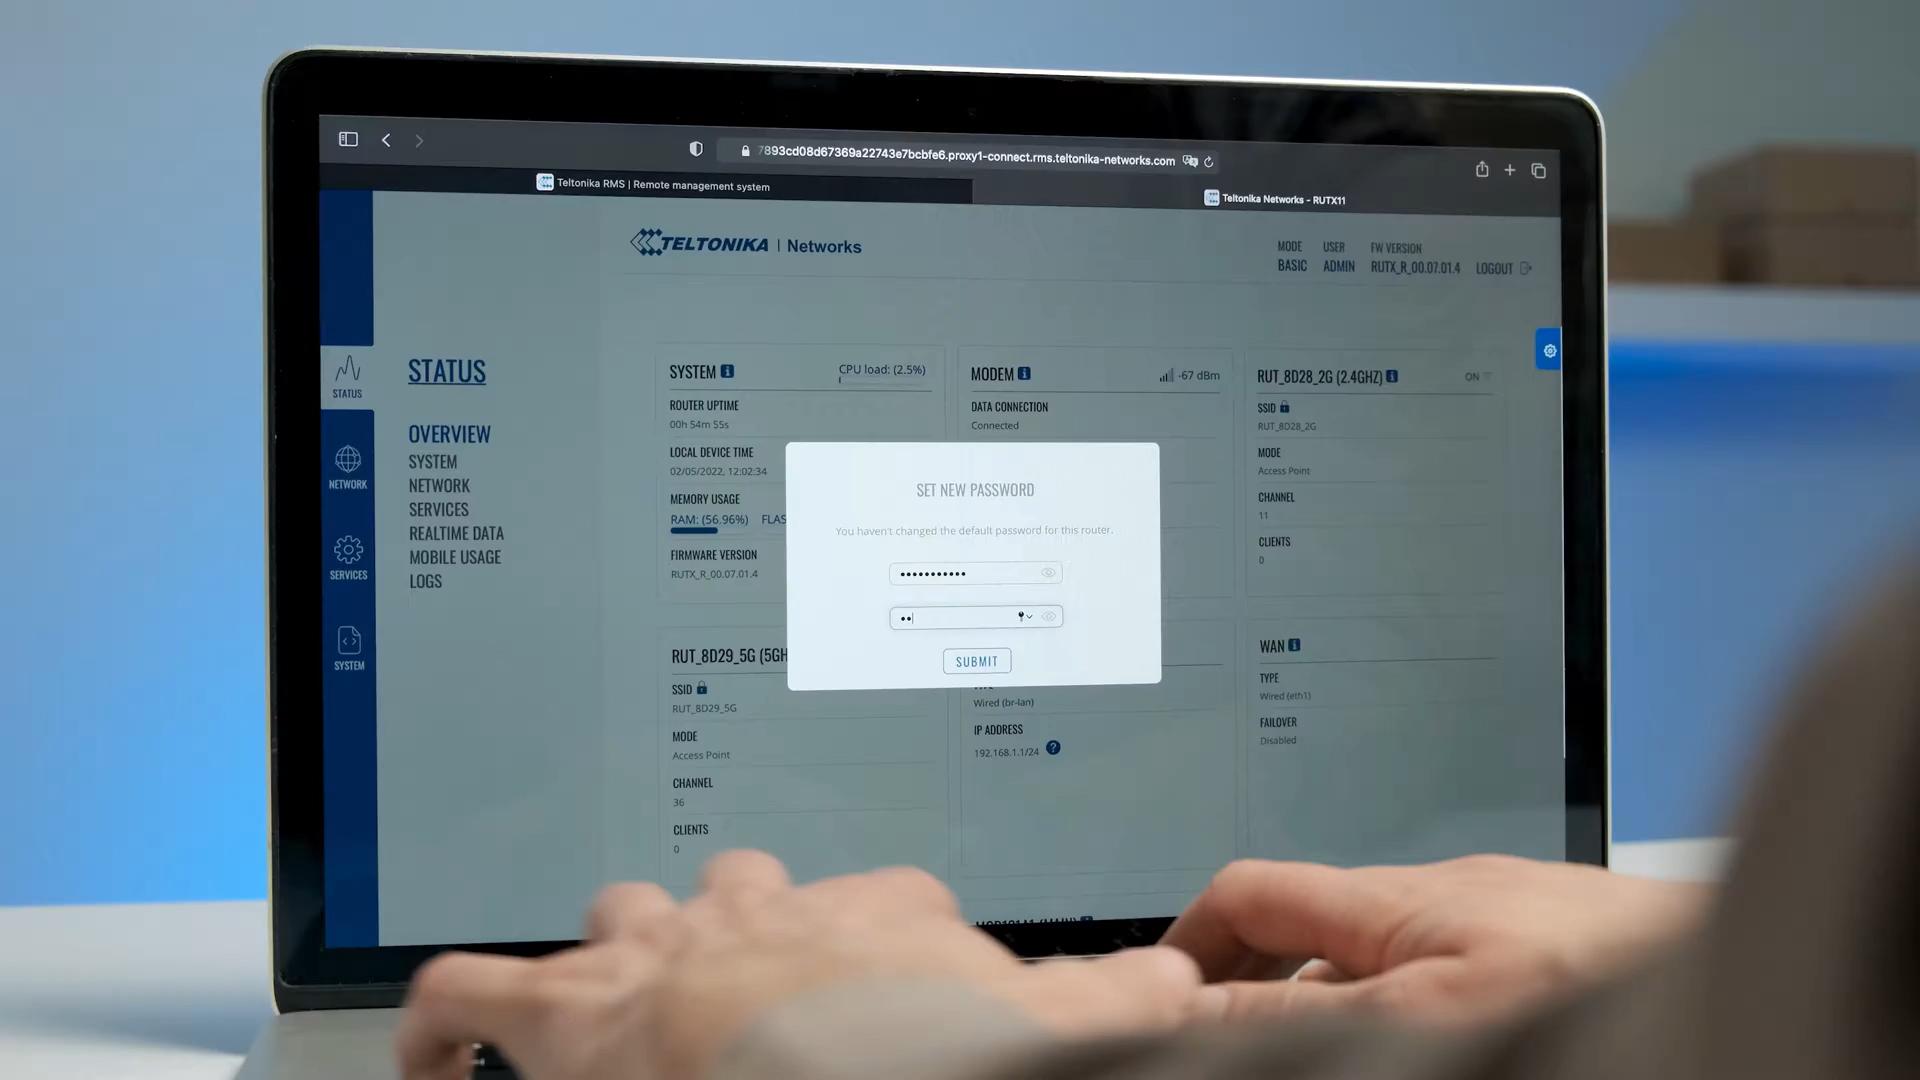 7893cd08d67369a22743e7bcbfe6.proxy1-connect.rms.teltonika-networks.com
Teltonika RMS | Remote management system
Teltonika Networks - RUTX11
TELTONIKA | Networks
MODE USER FW VERSION
BASIC ADMIN RUTX_R_00.07.01.4 LOGOUT
STATUS
NETWORK
SERVICES
SYSTEM
STATUS
OVERVIEW
SYSTEM
NETWORK
SERVICES
REALTIME DATA
MOBILE USAGE
LOGS
SYSTEM CPU load: (2.5%)
ROUTER UPTIME
00h 54m 55s
LOCAL DEVICE TIME
02/05/2022, 12:02:34
MEMORY USAGE
RAM: (56.96%) FLAS
FIRMWARE VERSION
RUTX_R_00.07.01.4
MODEM -67 dBm
DATA CONNECTION
Connected
RUT_8D28_2G (2.4GHZ) ON
SSID
RUT_8D28_2G
MODE
Access Point
CHANNEL
11
CLIENTS
0
SET NEW PASSWORD
You haven't changed the default password for this router.
SUBMIT
RUT_8D29_5G (5GH
SSID
RUT_8D29_5G
MODE
Access Point
CHANNEL
36
CLIENTS
0
Wired (br-lan)
IP ADDRESS
192.168.1.1/24
WAN
TYPE
Wired (eth1)
FAILOVER
Disabled